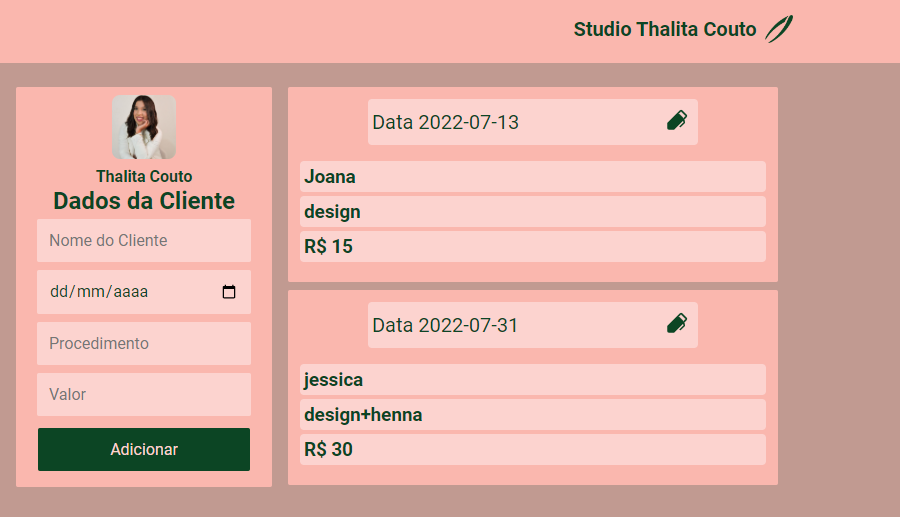 Studio Thalita Couto
Thalita Couto
Dados da Cliente
Nome do Cliente
dd/mm/aaaa
Procedimento
Valor
Adicionar
Data 2022-07-13
Joana
design
R$ 15
Data 2022-07-31
jessica
design+henna
R$ 30